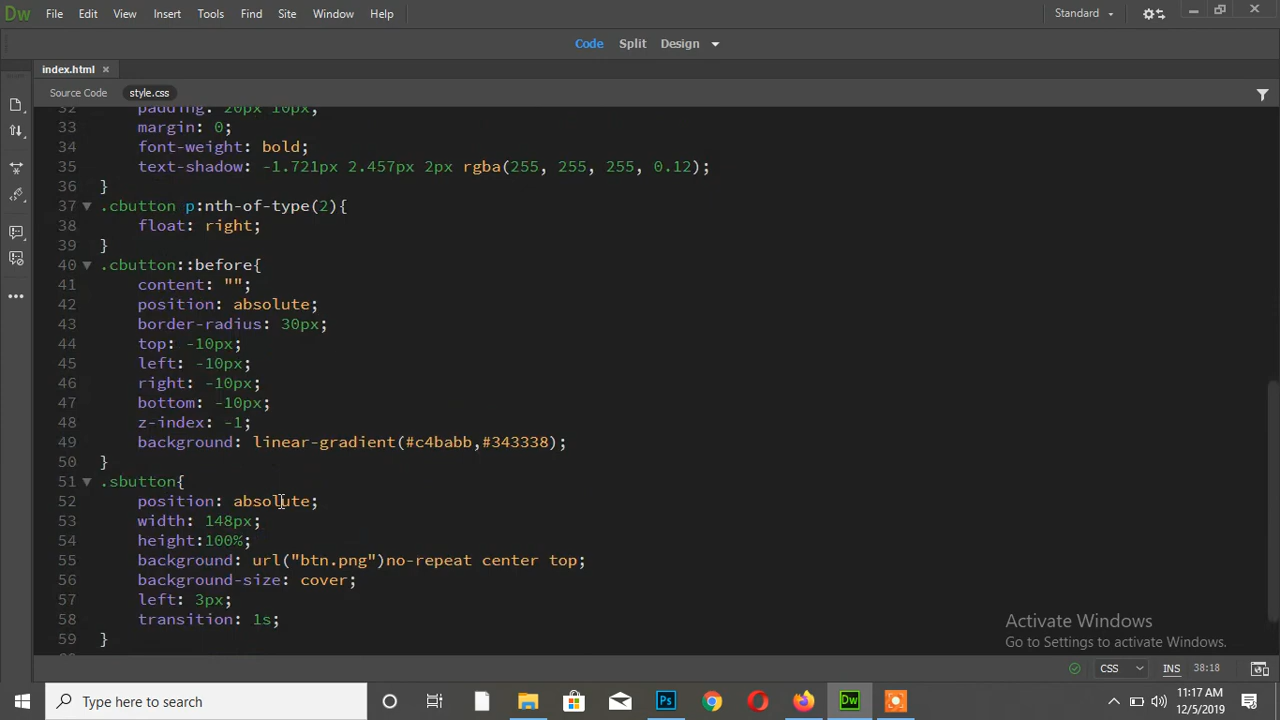 Dw File Edit View Insert Tools Find Site Window Help Standard
Code Split Design
index.html ×
Source Code style.css
32 padding: 20px 10px;
33 margin: 0;
34 font-weight: bold;
35 text-shadow: -1.721px 2.457px 2px rgba(255, 255, 255, 0.12);
36 }
37 .cbutton p:nth-of-type(2){
38 float: right;
39 }
40 .cbutton::before{
41 content: "";
42 position: absolute;
43 border-radius: 30px;
44 top: -10px;
45 left: -10px;
46 right: -10px;
47 bottom: -10px;
48 z-index: -1;
49 background: linear-gradient(#c4babb,#343338);
50 }
51 .sbutton{
52 position: absolute;
53 width: 148px;
54 height:100%;
55 background: url("btn.png")no-repeat center top;
56 background-size: cover;
57 left: 3px;
58 transition: 1s;
59 }
Activate Windows
Go to Settings to activate Windows.
CSS INS 38:18
Type here to search
Ps Dw
11:17 AM
12/5/2019